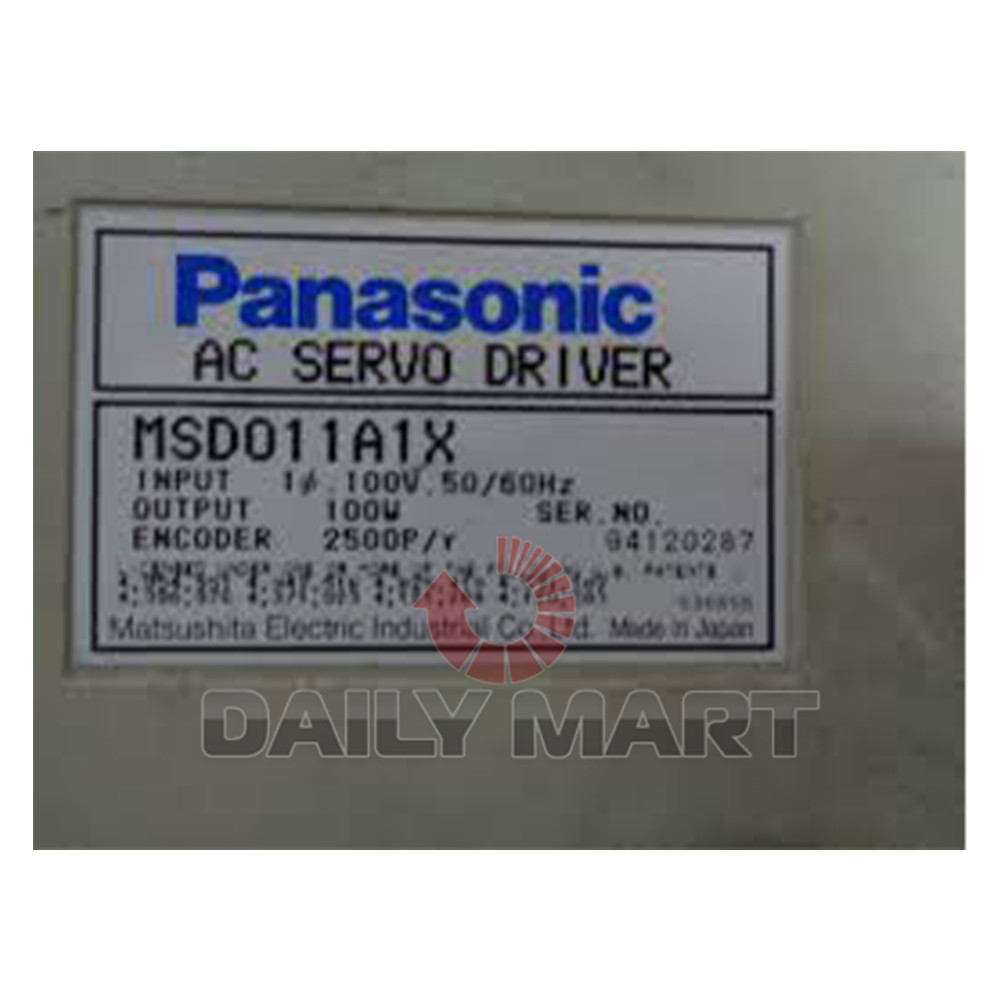 Panasonic
AC SERVO DRIVER
MSD011A1X
INPUT 1ø. 100V. 50/60Hz
OUTPUT 100W SER. NO.
ENCODER 2500P/r 94120287
Matsushita Electric Industrial Co., Ltd. Made in Japan
DAILY MART